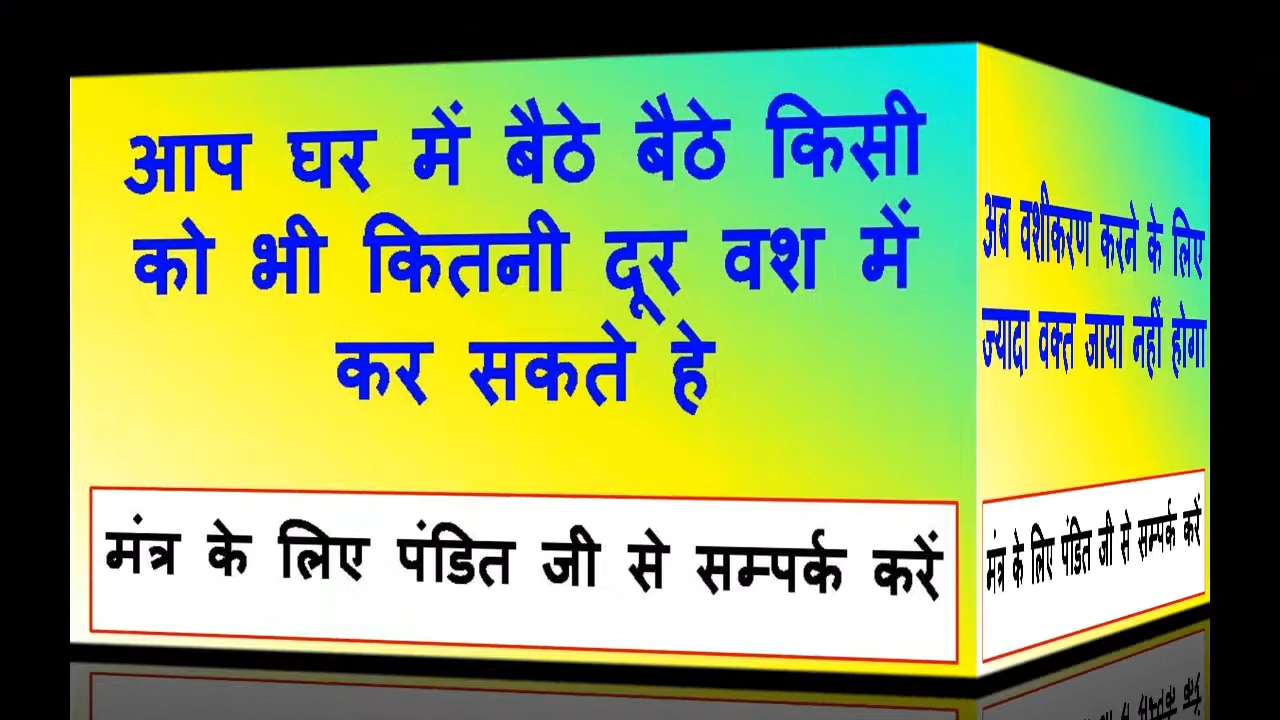 आप घर में बैठे बैठे किसी
को भी कितनी दूर वश में
कर सकते हे
मंत्र के लिए पंडित जी से सम्पर्क करें
अब वशीकरण करने के लिए
ज्यादा वक्त जाया नहीं होगा
मंत्र के लिए पंडित जी से सम्पर्क करें